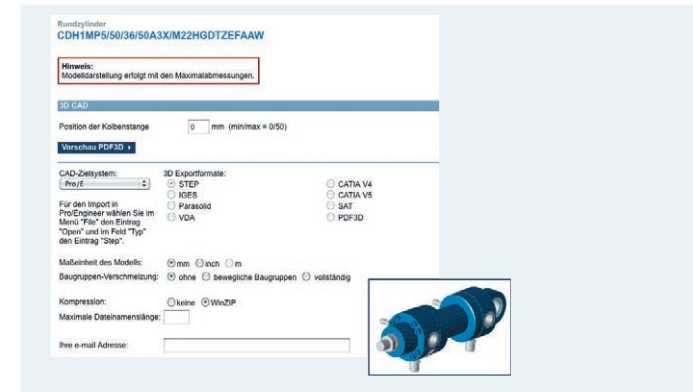 Rundzylinder
CDH1MP5/50/36/50A3X/M22HGDTZEFAAW
Hinweis:
Modelldarstellung erfolgt mit den Maximalabmessungen.
3D CAD
Position der Kolbenstange 0 mm (min/max = 0/50)
Vorschau PDF3D
CAD-Zielsystem: 3D Exportformate:
Pro/E STEP CATIA V4
IGES CATIA V5
Für den Import in Parasolid SAT
Pro/Engineer wählen Sie im VDA PDF3D
Menü "File" den Eintrag
"Open" und im Feld "Typ"
den Eintrag "Step".
Maßeinheit des Modells: mm inch m
Baugruppen-Verschmelzung: ohne bewegliche Baugruppen vollständig
Kompression: keine WinZIP
Maximale Dateinamenslänge:
Ihre e-mail Adresse: